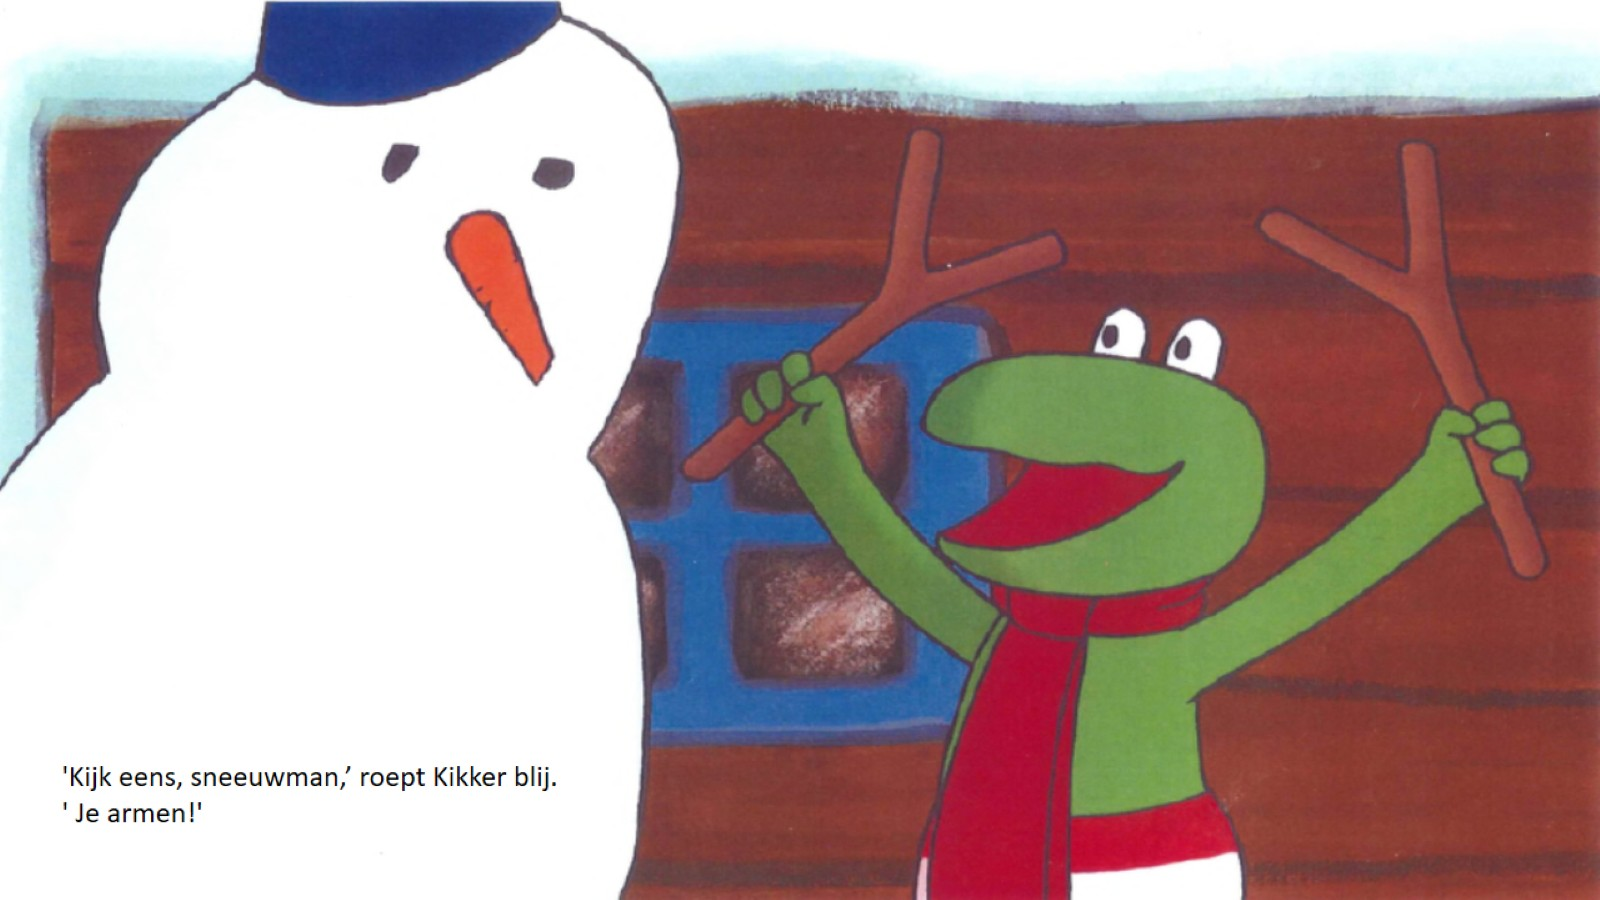 'Kijk eens, sneeuwman,’ roept Kikker blij.
' Je armen!'